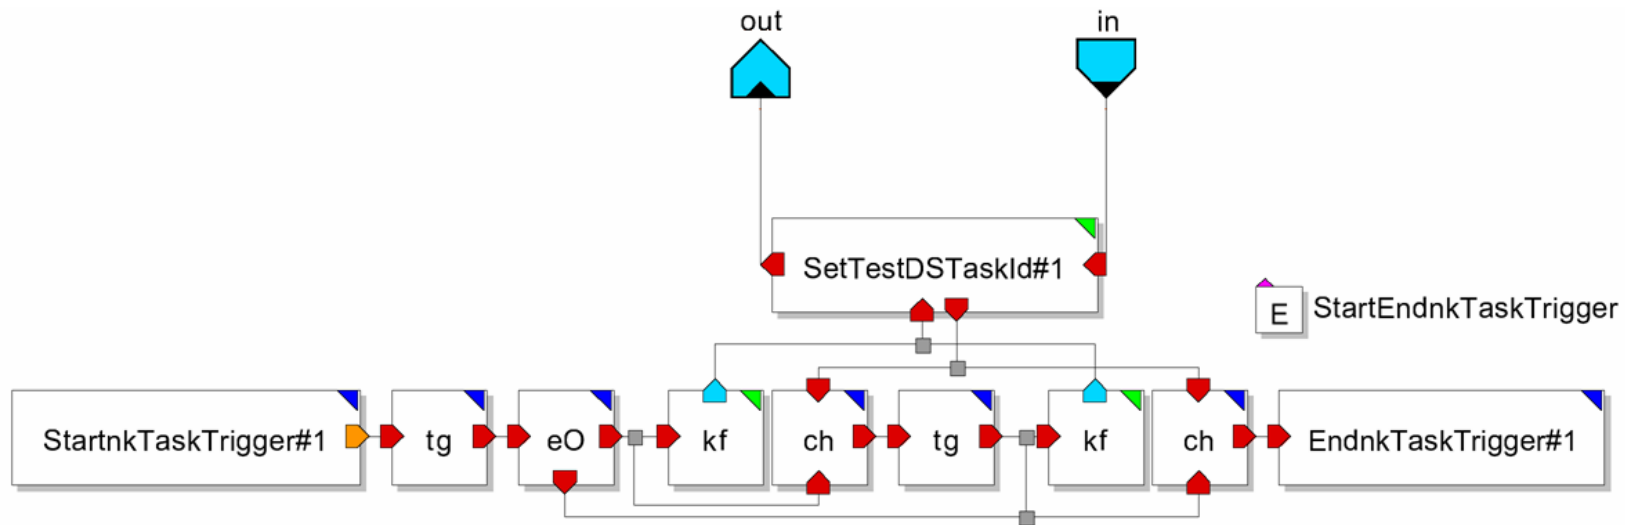 out
in
SetTestDSTaskId#1
E
StartEndnkTaskTrigger
StartnkTaskTrigger#1
tg
eO
kf
ch
tg
kf
ch
EndnkTaskTrigger#1